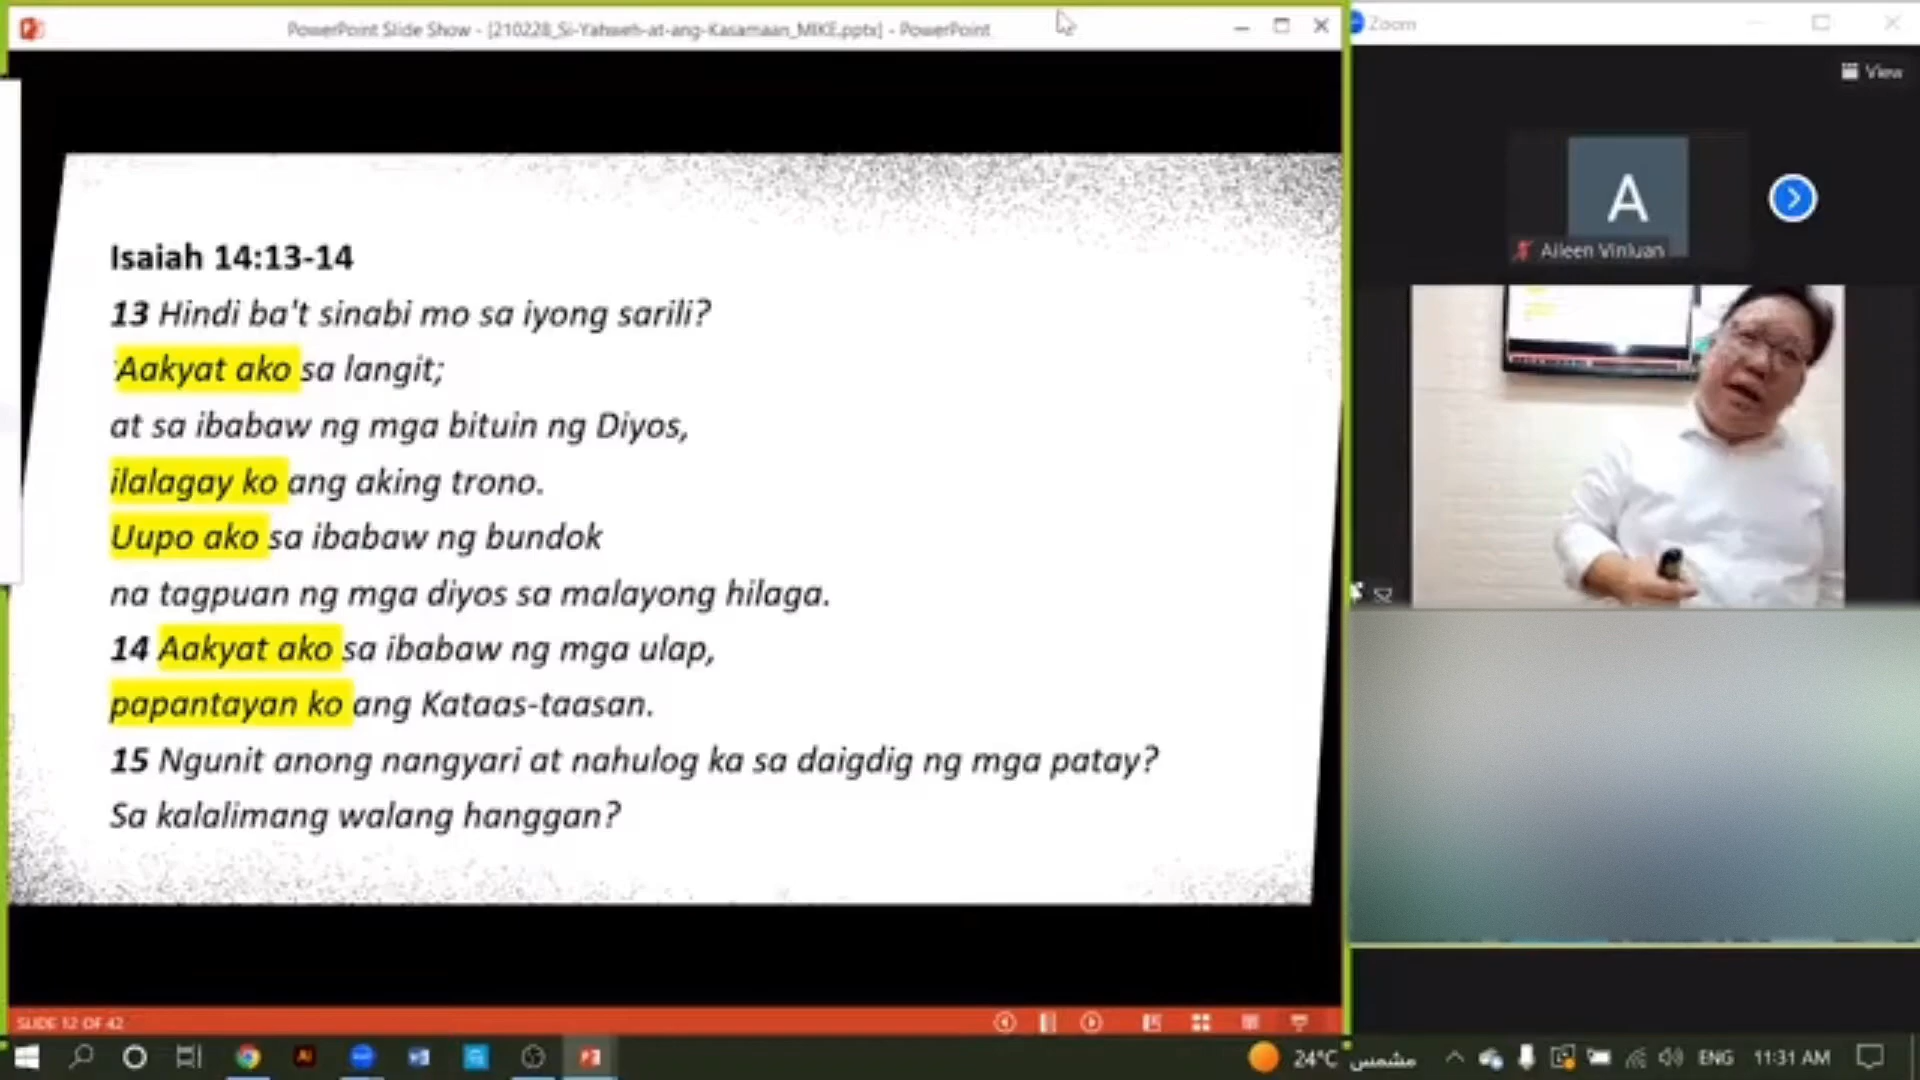 PowerPoint Slide Show - [210228_Si-Yahweh-at-ang-Kasamaan_MIKE.pptx] - PowerPoint
Zoom
View
A
Aileen Vinluan
Isaiah 14:13-14
13 Hindi ba't sinabi mo sa iyong sarili?
'Aakyat ako sa langit;
at sa ibabaw ng mga bituin ng Diyos,
ilalagay ko ang aking trono.
Uupo ako sa ibabaw ng bundok
na tagpuan ng mga diyos sa malayong hilaga.
14 Aakyat ako sa ibabaw ng mga ulap,
papantayan ko ang Kataas-taasan.
15 Ngunit anong nangyari at nahulog ka sa daigdig ng mga patay?
Sa kalalimang walang hanggan?
SLIDE 12 OF 42
24°C مشمس
ENG
11:31 AM